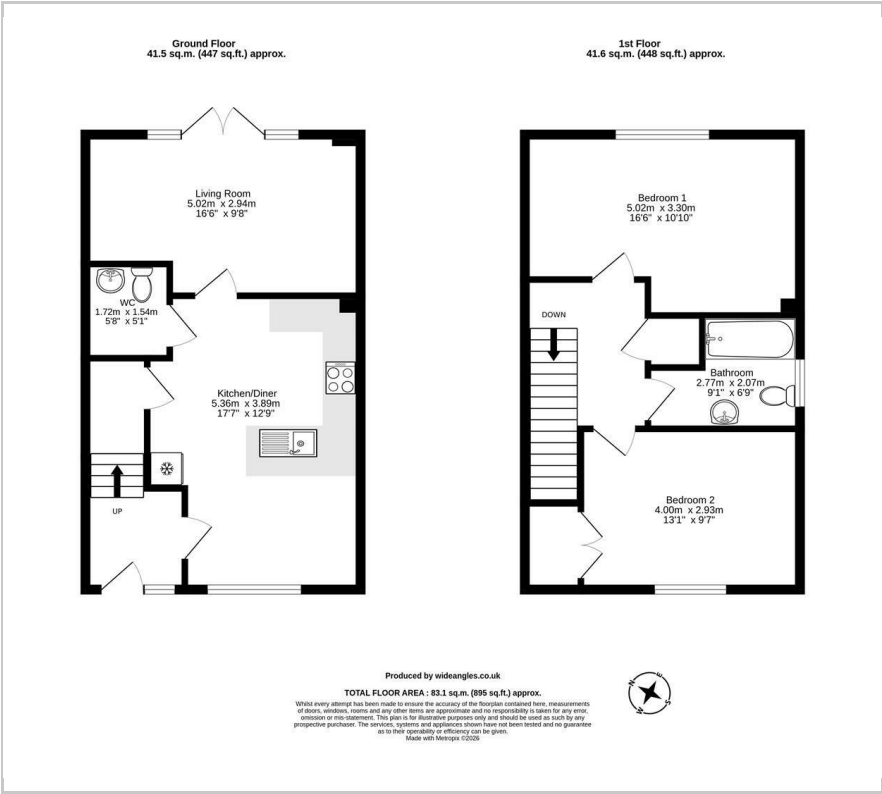 Ground Floor
41.5 sq.m. (447 sq.ft.) approx.
1st Floor
41.6 sq.m. (448 sq.ft.) approx.
Living Room
5.02m x 2.94m
16'6" x 9'8"
WC
1.72m x 1.54m
5'8" x 5'1"
Kitchen/Diner
5.36m x 3.89m
17'7" x 12'9"
UP
Bedroom 1
5.02m x 3.30m
16'6" x 10'10"
DOWN
Bathroom
2.77m x 2.07m
9'1" x 6'9"
Bedroom 2
4.00m x 2.93m
13'1" x 9'7"
Produced by wideangles.co.uk
TOTAL FLOOR AREA : 83.1 sq.m. (895 sq.ft.) approx.
Whilst every attempt has been made to ensure the accuracy of the floorplan contained here, measurements
of doors, windows, rooms and any other items are approximate and no responsibility is taken for any error,
omission or mis-statement. This plan is for illustrative purposes only and should be used as such by any
prospective purchaser. The services, systems and appliances shown have not been tested and no guarantee
as to their operability or efficiency can be given.
Made with Metropix ©2026
N
E
S
W